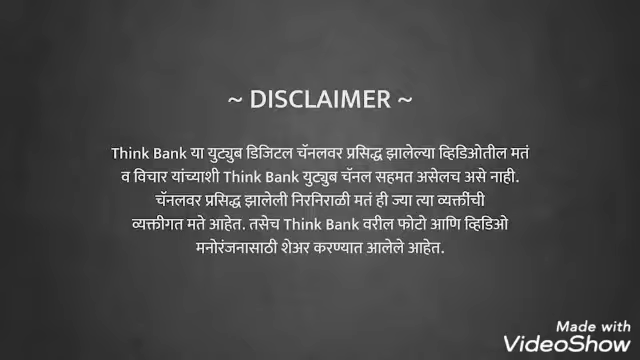 ~ DISCLAIMER ~
Think Bank या युट्युब डिजिटल चॅनलवर प्रसिद्ध झालेल्या व्हिडिओतील मतं
व विचार यांच्याशी Think Bank युट्युब चॅनल सहमत असेलच असे नाही.
चॅनलवर प्रसिद्ध झालेली निरनिराळी मतं ही ज्या त्या व्यक्तींची
व्यक्तीगत मते आहेत. तसेच Think Bank वरील फोटो आणि व्हिडिओ
मनोरंजनासाठी शेअर करण्यात आलेले आहेत.
Made with
VideoShow